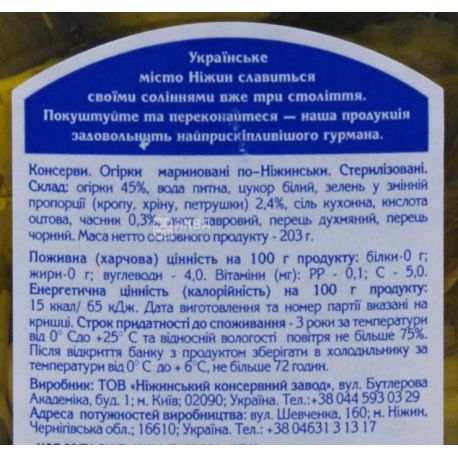 Українське
місто Ніжин славиться
своїми соліннями вже три століття.
Покуштуйте та переконайтеся – наша продукція
задовольнить найприскіпливішого гурмана.
Консерви. Огірки мариновані по-Ніжинськи. Стерилізовані.
Склад: огірки 45%, вода питна, цукор білий, зелень у змінній
пропорції (кропу, хріну, петрушки) 2,4%, сіль кухонна, кислота
оцтова, часник 0,3%, лист лавровий, перець духмяний, перець
чорний. Маса нетто основного продукту - 203 г.
Поживна (харчова) цінність на 100 г продукту: білки-0 г;
жири-0 г; вуглеводи - 4,0. Вітаміни (мг): РР - 0,1; С - 5,0.
Енергетична цінність (калорійність) на 100 г продукту:
15 ккал/ 65 кДж. Дата виготовлення та номер партії вказані на
кришці. Строк придатності до споживання - 3 роки за температури
від 0° Сдо +25° С та відносній вологості повітря не більше 75%.
Після відкриття банку з продуктом зберігати в холодильнику за
температури від 0° С до + 6°С, не більше 72 годин.
Виробник: ТОВ «Ніжинський консервний завод», вул. Бутлерова
Академіка, буд. 1; м. Київ; 02090; Україна. Тел.:+38 044 593 03 29
Адреса потужностей виробництва: вул. Шевченка, 160; м. Ніжин,
Чернігівська обл.; 16610; Україна. Тел.: +38 04631 3 13 17